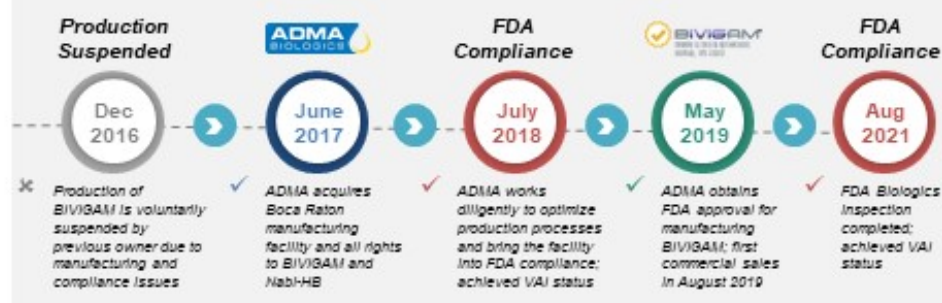 Production
Suspended
ADMA
BIOLOGICS
FDA
Compliance
BIVIGAM
FDA
Compliance
Dec
2016
June
2017
July
2018
May
2019
Aug
2021
Production of
BIVIGAM is voluntarily
suspended by
previous owner due to
manufacturing and
compliance issues
ADMA acquires
Boca Raton
manufacturing
facility and all rights
to BIVIGAM and
Nabi-HB
ADMA works
diligently to optimize
production processes
and bring the facility
into FDA compliance;
achieved VAI status
ADMA obtains
FDA approval for
manufacturing
BIVIGAM; first
commercial sales
in August 2019
FDA Biologics
inspection
completed;
achieved VAI
status